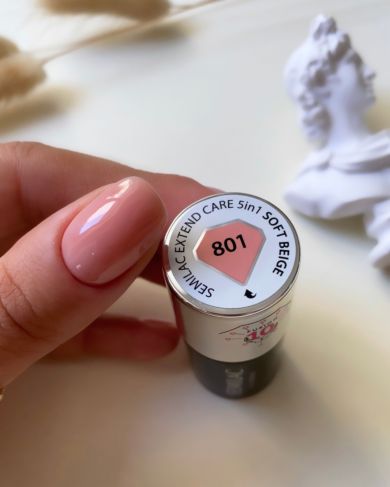 SEMILAC EXTEND CARE 5in1 SOFT BEIGE
801